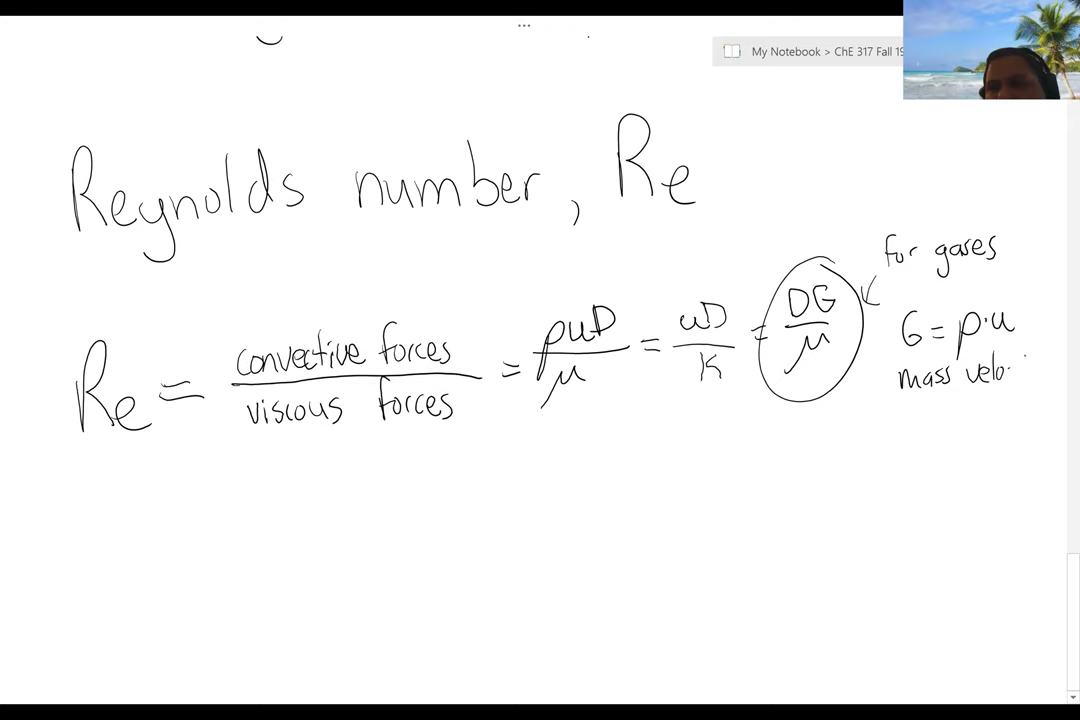 My Notebook > ChE 317 Fall 19
Reynolds number, Re
for gases
Re = convective forces / viscous forces = ρuD / μ = uD / = DG / μ
G = ρ·u
mass velo.